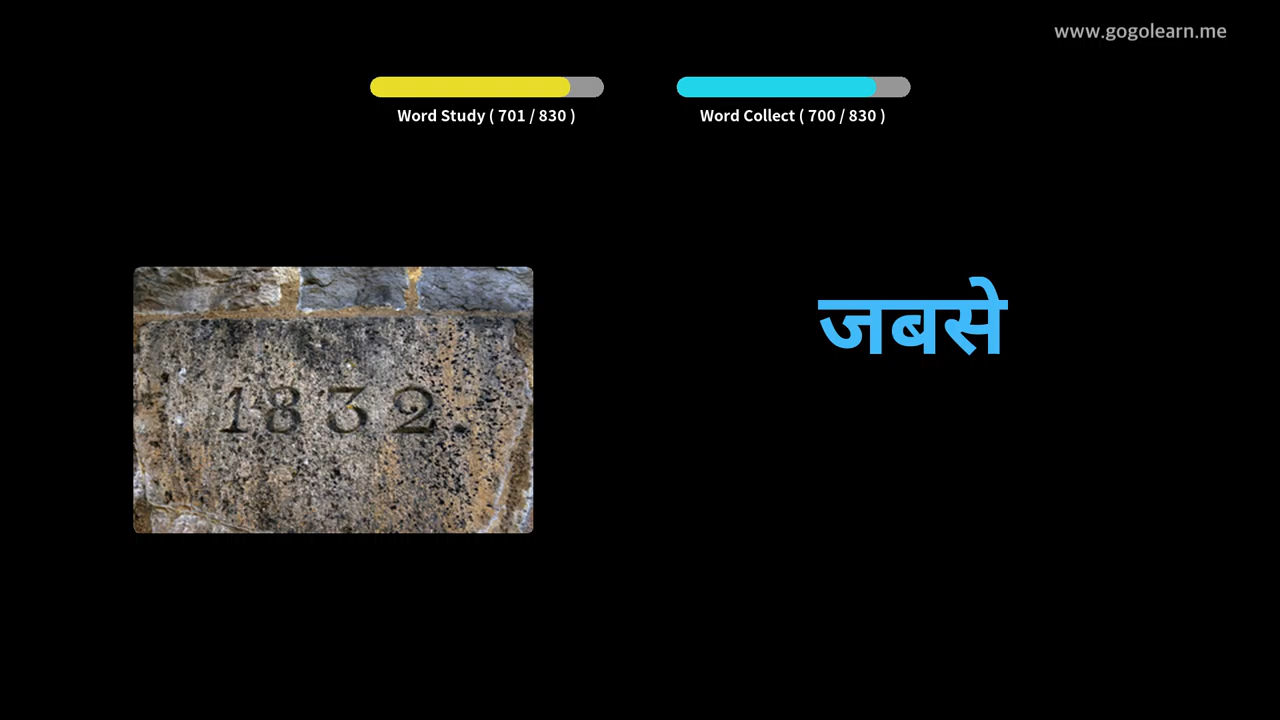 www.gogolearn.me
Word Study ( 701 / 830 )
Word Collect ( 700 / 830 )
जबसे
1832.